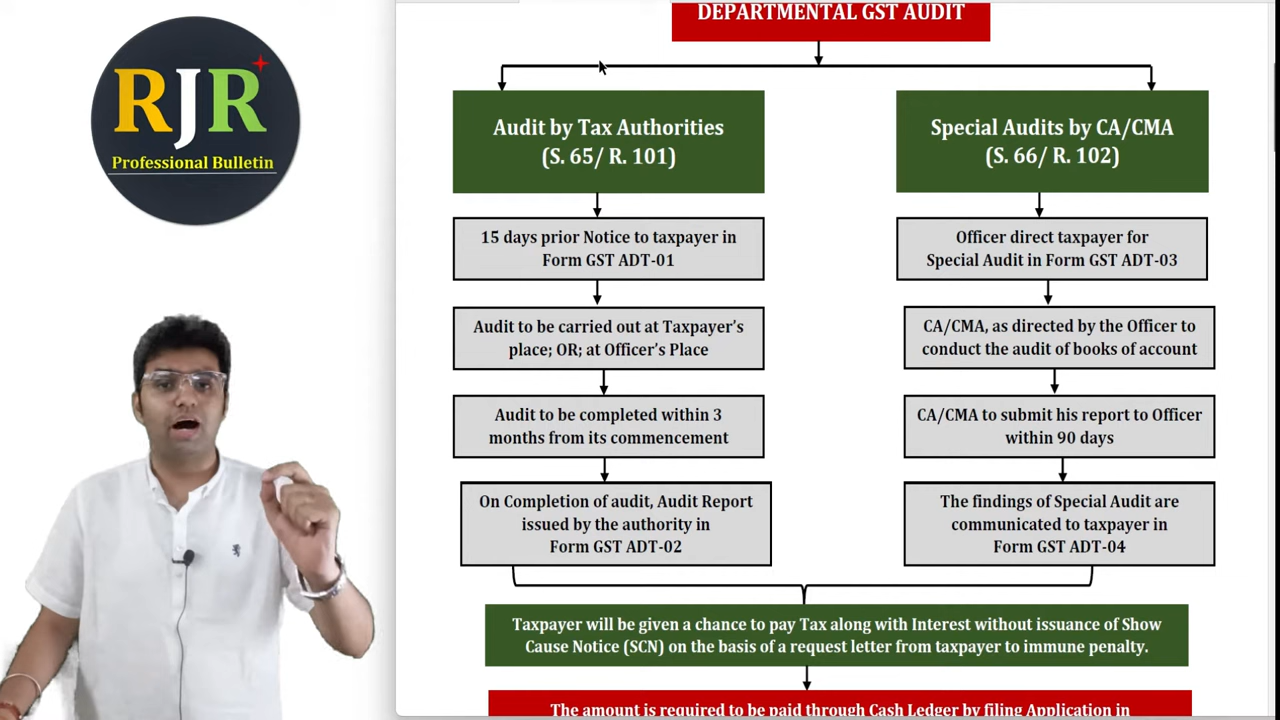 RJR
Professional Bulletin
DEPARTMENTAL GST AUDIT
Audit by Tax Authorities
(S. 65/ R. 101)
15 days prior Notice to taxpayer in
Form GST ADT-01
Audit to be carried out at Taxpayer's
place; OR; at Officer's Place
Audit to be completed within 3
months from its commencement
On Completion of audit, Audit Report
issued by the authority in
Form GST ADT-02
Special Audits by CA/CMA
(S. 66/ R. 102)
Officer direct taxpayer for
Special Audit in Form GST ADT-03
CA/CMA, as directed by the Officer to
conduct the audit of books of account
CA/CMA to submit his report to Officer
within 90 days
The findings of Special Audit are
communicated to taxpayer in
Form GST ADT-04
Taxpayer will be given a chance to pay Tax along with Interest without issuance of Show
Cause Notice (SCN) on the basis of a request letter from taxpayer to immune penalty.
The amount is required to be paid through Cash Ledger by filing Application in